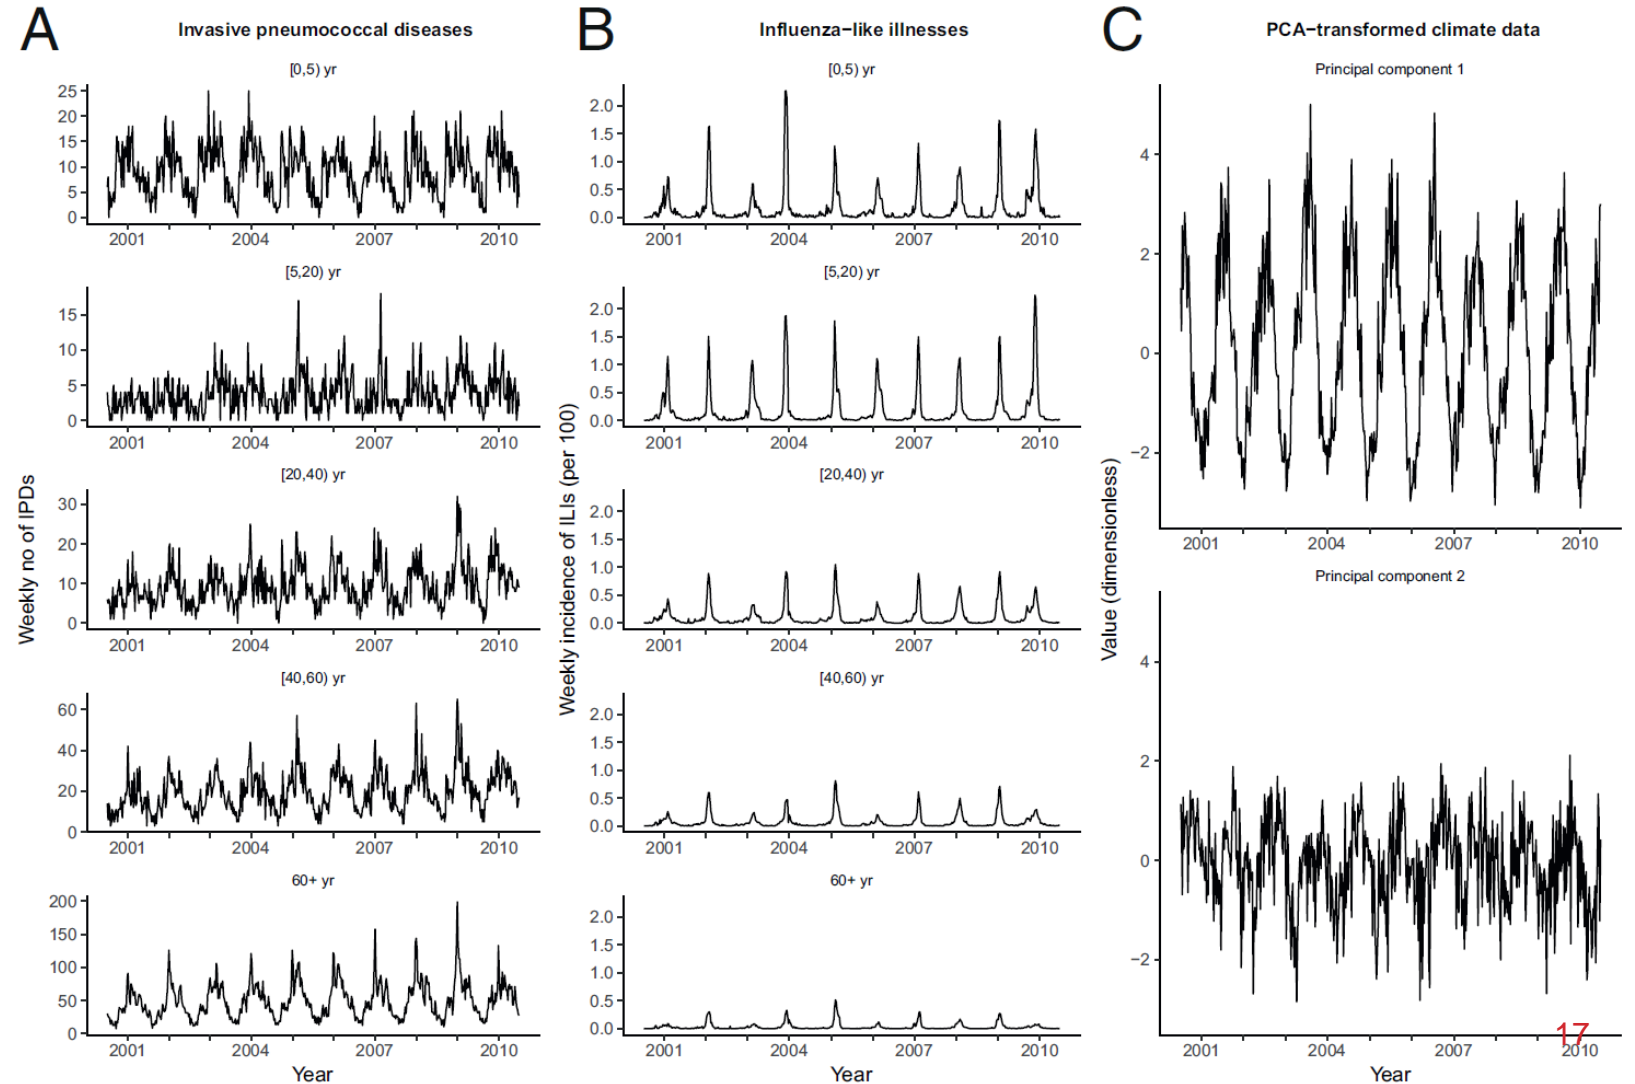 A
Invasive pneumococcal diseases
[0,5) yr
25
20
15
10
5
0
2001 2004 2007 2010
[5,20) yr
15
10
5
0
2001 2004 2007 2010
[20,40) yr
30
20
10
0
2001 2004 2007 2010
[40,60) yr
60
40
20
0
2001 2004 2007 2010
60+ yr
200
150
100
50
0
2001 2004 2007 2010
Weekly no of IPDs
Year
B
Influenza−like illnesses
[0,5) yr
2.0
1.5
1.0
0.5
0.0
2001 2004 2007 2010
[5,20) yr
2.0
1.5
1.0
0.5
0.0
2001 2004 2007 2010
[20,40) yr
2.0
1.5
1.0
0.5
0.0
2001 2004 2007 2010
[40,60) yr
2.0
1.5
1.0
0.5
0.0
2001 2004 2007 2010
60+ yr
2.0
1.5
1.0
0.5
0.0
2001 2004 2007 2010
Weekly incidence of ILIs (per 100)
Year
C
PCA−transformed climate data
Principal component 1
4
2
0
−2
2001 2004 2007 2010
Principal component 2
4
2
0
−2
2001 2004 2007 2010
Value (dimensionless)
Year
17